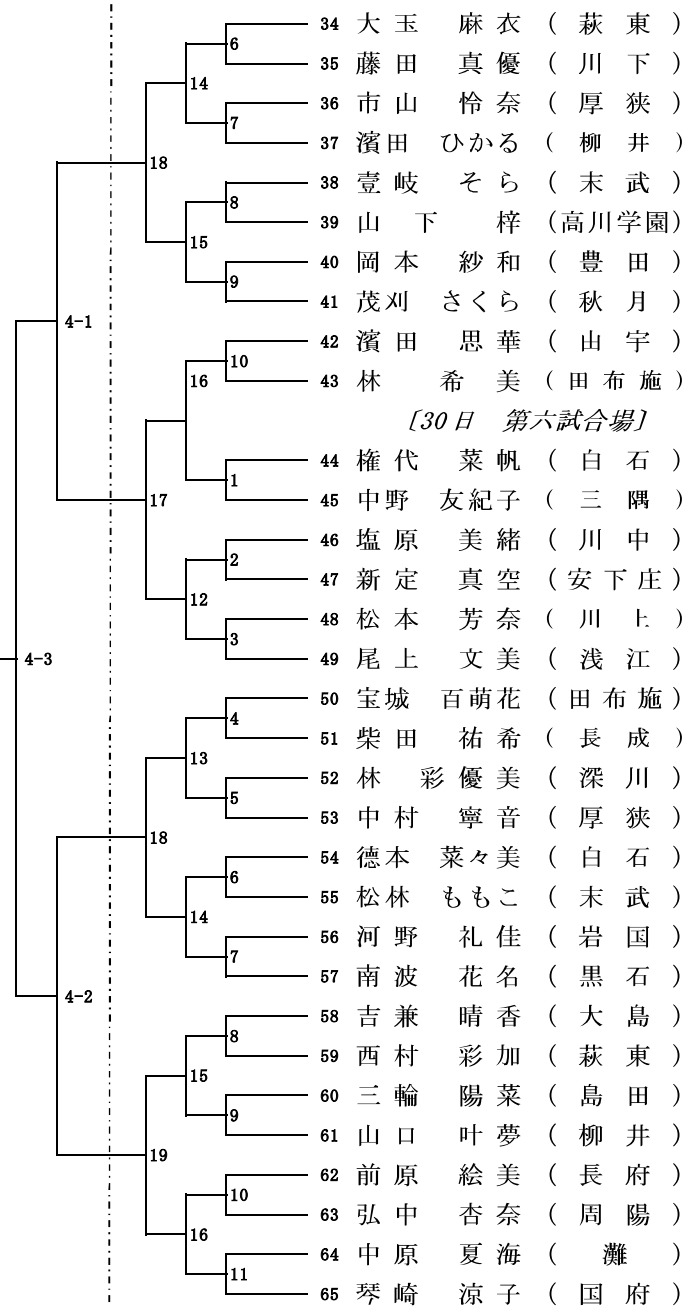 34 大玉 麻衣 ( 萩東 )
6
35 藤田 真優 ( 川下 )
14
36 市山 怜奈 ( 厚狭 )
7
37 濱田 ひかる ( 柳井 )
18
38 壹岐 そら ( 末武 )
8
39 山下 梓 (高川学園)
15
40 岡本 紗和 ( 豊田 )
9
41 茂刈 さくら ( 秋月 )
4-1
42 濱田 思華 ( 由宇 )
10
16
43 林 希美 ( 田布施 )
[30日 第六試合場]
44 権代 菜帆 ( 白石 )
1
45 中野 友紀子 ( 三隅 )
17
46 塩原 美緒 ( 川中 )
2
47 新定 真空 ( 安下庄 )
12
48 松本 芳奈 ( 川上 )
3
49 尾上 文美 ( 浅江 )
4-3
50 宝城 百萌花 ( 田布施 )
4
51 柴田 祐希 ( 長成 )
13
52 林 彩優美 ( 深川 )
5
53 中村 寧音 ( 厚狭 )
18
54 德本 菜々美 ( 白石 )
6
55 松林 ももこ ( 末武 )
14
56 河野 礼佳 ( 岩国 )
7
57 南波 花名 ( 黒石 )
4-2
58 吉兼 晴香 ( 大島 )
8
59 西村 彩加 ( 萩東 )
15
60 三輪 陽菜 ( 島田 )
9
61 山口 叶夢 ( 柳井 )
19
62 前原 絵美 ( 長府 )
10
63 弘中 杏奈 ( 周陽 )
16
64 中原 夏海 ( 灘 )
11
65 琴崎 涼子 ( 国府 )